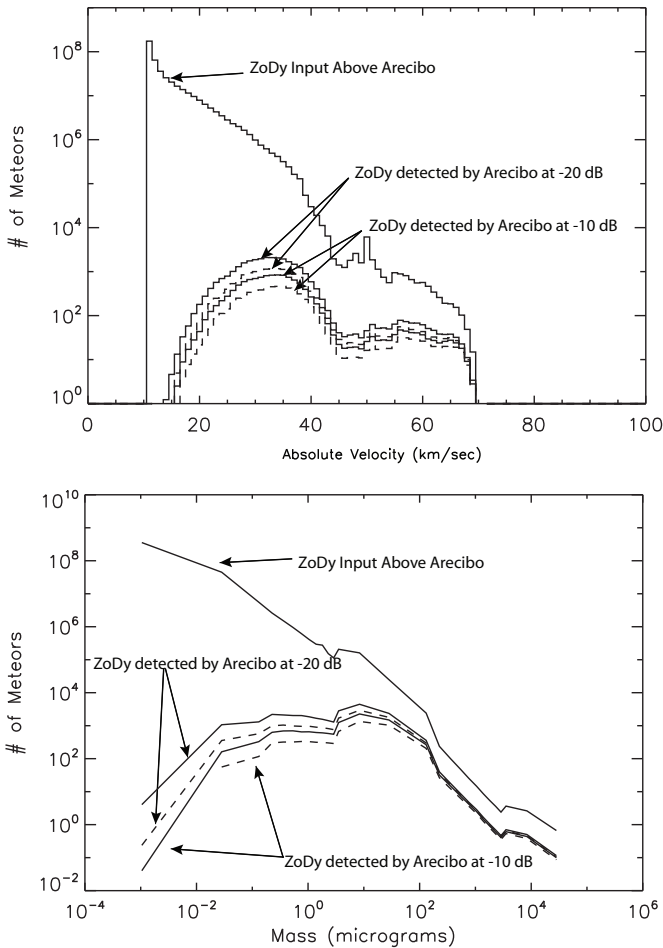 10^8
ZoDy Input Above Arecibo
10^6
ZoDy detected by Arecibo at -20 dB
10^4
ZoDy detected by Arecibo at -10 dB
10^2
10^0
# of Meteors
0 20 40 60 80 100
Absolute Velocity (km/sec)
10^10
10^8
ZoDy Input Above Arecibo
10^6
ZoDy detected by Arecibo at -20 dB
10^4
10^2
10^0
ZoDy detected by Arecibo at -10 dB
10^-2
# of Meteors
10^-4 10^-2 10^0 10^2 10^4 10^6
Mass (micrograms)